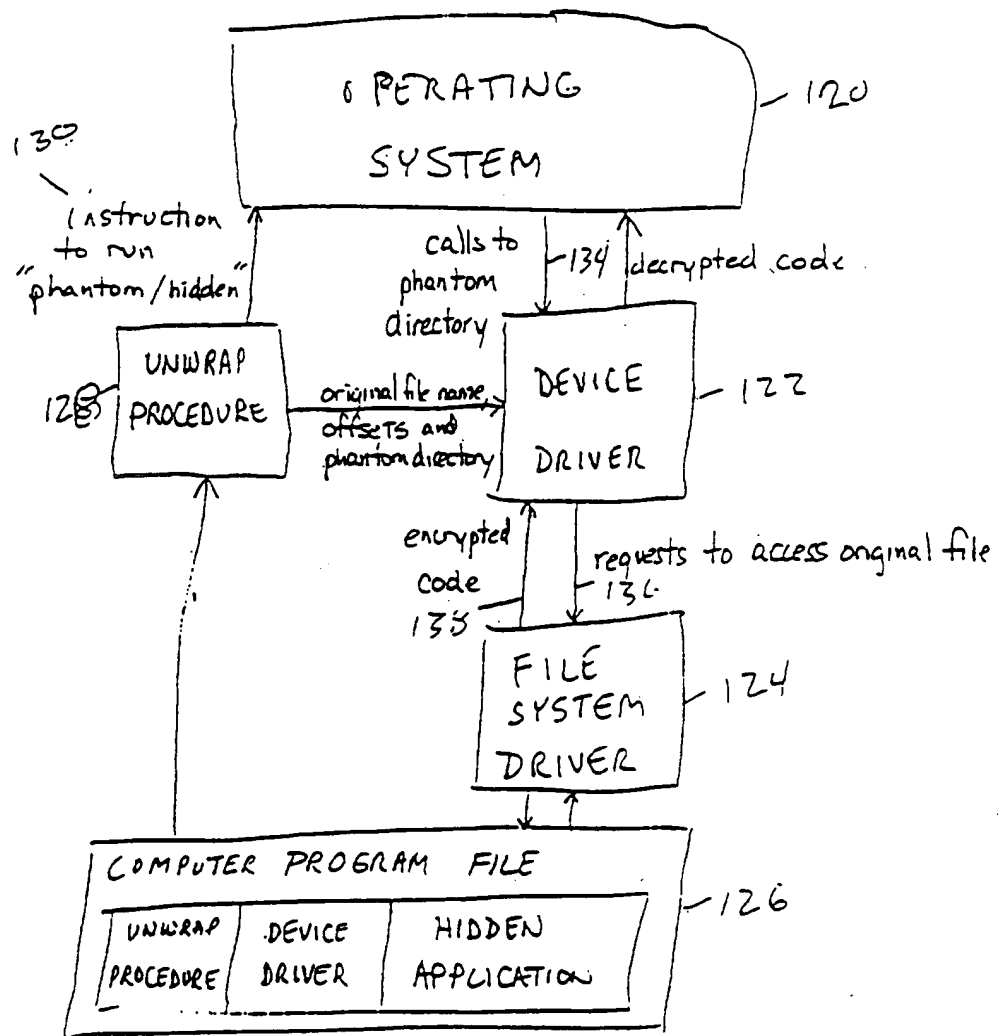 OPERATING
SYSTEM
120
130
instruction
to run
"phantom/hidden"
calls to
phantom
directory
134
decrypted code
UNWRAP
PROCEDURE
128
original file name,
offsets and
phantom directory
DEVICE
DRIVER
122
encrypted
code
138
requests to access original file
136
FILE
SYSTEM
DRIVER
124
COMPUTER PROGRAM FILE
126
UNWRAP
PROCEDURE
DEVICE
DRIVER
HIDDEN
APPLICATION